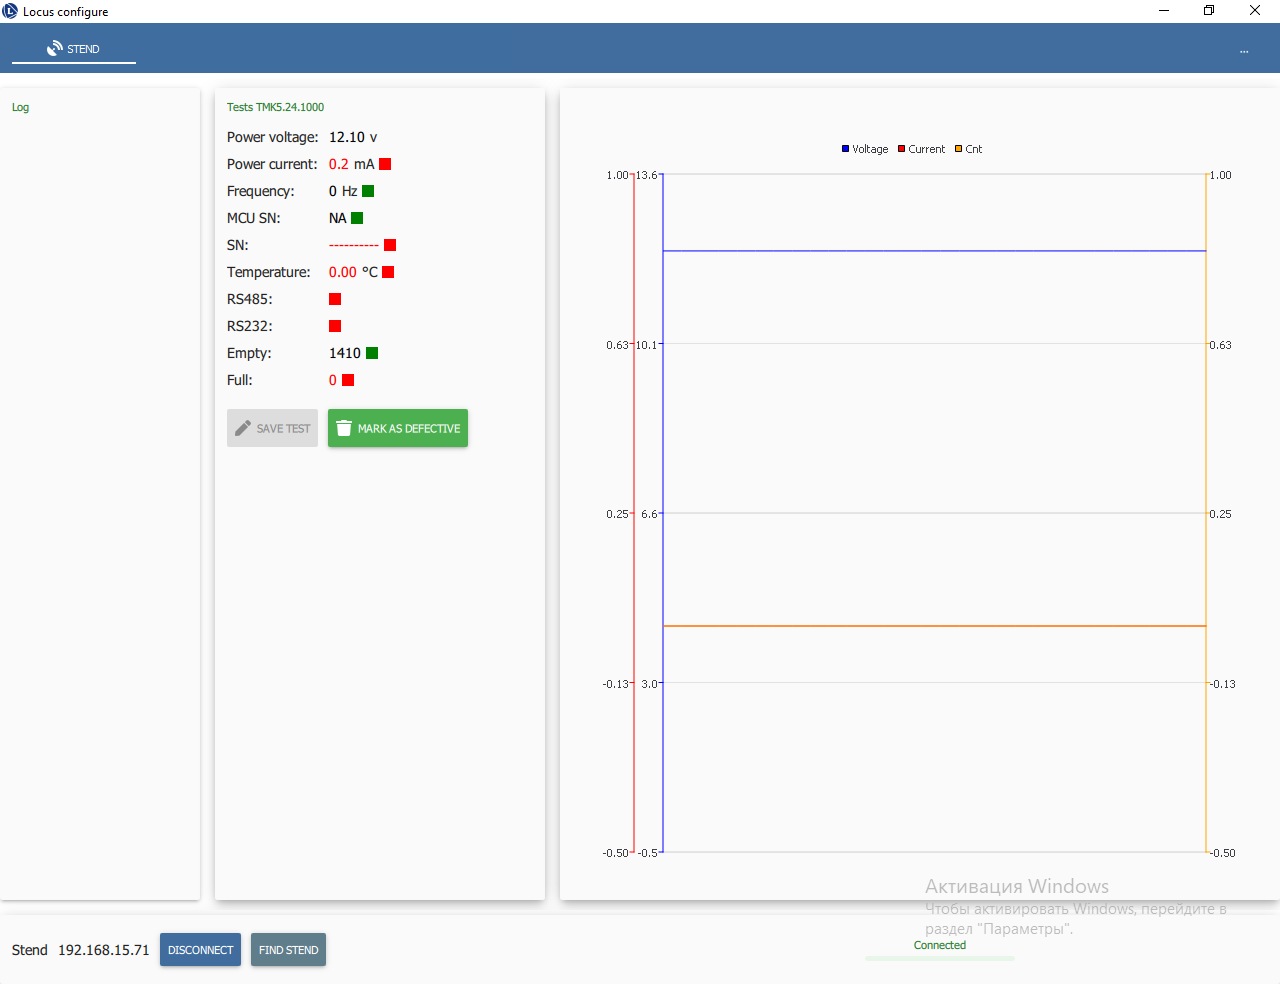 Locus configure
STEND
...
Log
Tests TMK5.24.1000
Power voltage: 12.10 v
Power current: 0.2 mA
Frequency: 0 Hz
MCU SN: NA
SN: ----------
Temperature: 0.00 °C
RS485:
RS232:
Empty: 1410
Full: 0
SAVE TEST MARK AS DEFECTIVE
Voltage Current Cnt
1.00 13.6 1.00
0.63 10.1 0.63
0.25 6.6 0.25
-0.13 3.0 -0.13
-0.50 -0.5 -0.50
Активация Windows
Чтобы активировать Windows, перейдите в
раздел "Параметры".
Stend 192.168.15.71 DISCONNECT FIND STEND
Connected